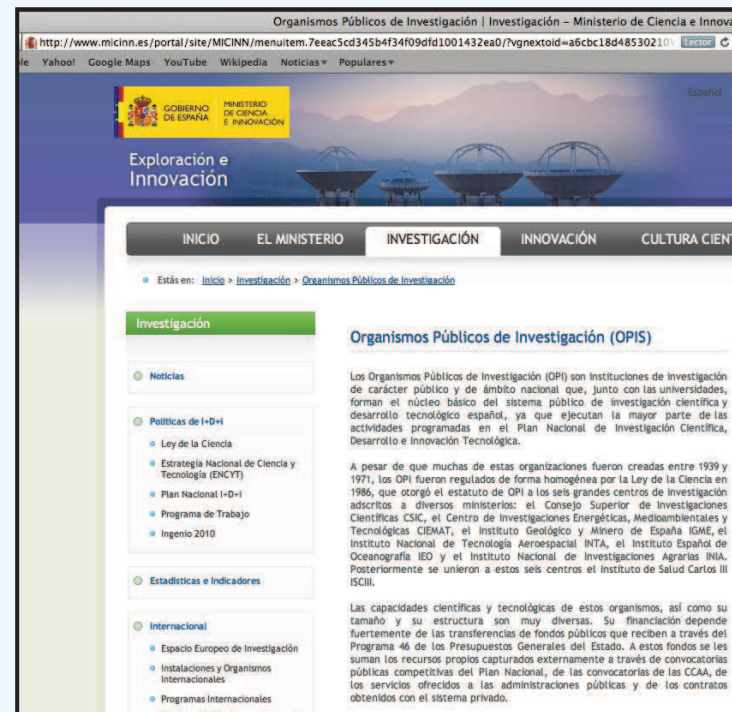 Organismos Públicos de Investigación | Investigación – Ministerio de Ciencia e Innova
http://www.micinn.es/portal/site/MICINN/menuitem.7eeac5cd345b4f34f09dfd1001432ea0/?vgnextoid=a6cbc18d48530210 Lector
le Yahoo! Google Maps YouTube Wikipedia Noticias Populares
Español
GOBIERNO DE ESPAÑA
MINISTERIO DE CIENCIA E INNOVACIÓN
Exploración e
Innovación
INICIO EL MINISTERIO INVESTIGACIÓN INNOVACIÓN CULTURA CIENT
Estás en: Inicio > Investigación > Organismos Públicos de Investigación
Investigación
Noticias
Políticas de I+D+I
Ley de la Ciencia
Estrategia Nacional de Ciencia y
Tecnología (ENCYT)
Plan Nacional I+D+I
Programa de Trabajo
Ingenio 2010
Estadísticas e Indicadores
Internacional
Espacio Europeo de Investigación
Instalaciones y Organismos
Internacionales
Programas Internacionales
Organismos Públicos de Investigación (OPIS)
Los Organismos Públicos de Investigación (OPI) son instituciones de investigación
de carácter público y de ámbito nacional que, junto con las universidades,
forman el núcleo básico del sistema público de investigación científica y
desarrollo tecnológico español, ya que ejecutan la mayor parte de las
actividades programadas en el Plan Nacional de Investigación Científica,
Desarrollo e Innovación Tecnológica.
A pesar de que muchas de estas organizaciones fueron creadas entre 1939 y
1971, los OPI fueron regulados de forma homogénea por la Ley de la Ciencia en
1986, que otorgó el estatuto de OPI a los seis grandes centros de investigación
adscritos a diversos ministerios: el Consejo Superior de Investigaciones
Científicas CSIC, el Centro de Investigaciones Energéticas, Medioambientales y
Tecnológicas CIEMAT, el Instituto Geológico y Minero de España IGME, el
Instituto Nacional de Tecnología Aeroespacial INTA, el Instituto Español de
Oceanografía IEO y el Instituto Nacional de Investigaciones Agrarias INIA.
Posteriormente se unieron a estos seis centros el Instituto de Salud Carlos III
ISCIII.
Las capacidades científicas y tecnológicas de estos organismos, así como su
tamaño y su estructura son muy diversas. Su financiación depende
fuertemente de las transferencias de fondos públicos que reciben a través del
Programa 46 de los Presupuestos Generales del Estado. A estos fondos se les
suman los recursos propios capturados externamente a través de convocatorias
públicas competitivas del Plan Nacional, de las convocatorias de las CCAA, de
los servicios ofrecidos a las administraciones públicas y de los contratos
obtenidos con el sistema privado.